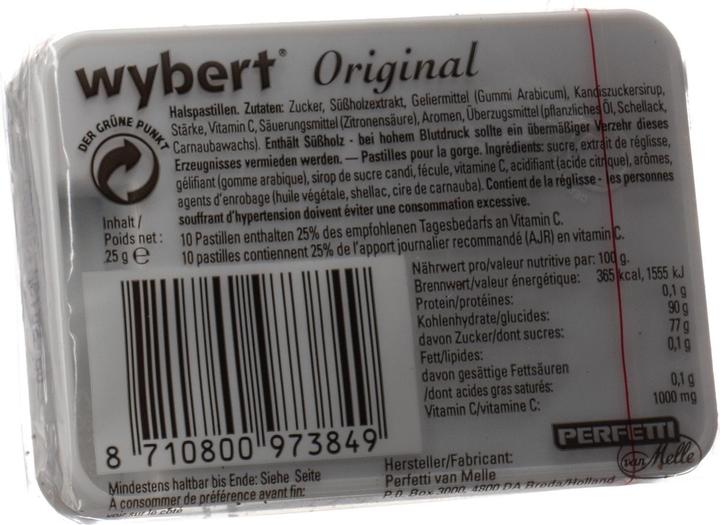 wybert® Original
Halspastillen. Zutaten: Zucker, Süßholzextrakt, Geliermittel (Gummi Arabicum), Kandiszuckersirup,
Stärke, Vitamin C, Säuerungsmittel (Zitronensäure), Aromen, Überzugsmittel (pflanzliches Öl, Schellack,
Carnaubawachs). Enthält Süßholz - bei hohem Blutdruck sollte ein übermäßiger Verzehr dieses
Erzeugnisses vermieden werden. — Pastilles pour la gorge. Ingrédients: sucre, extrait de réglisse,
gélifiant (gomme arabique), sirop de sucre candi, fécule, vitamine C, acidifiant (acide citrique), arômes,
agents d'enrobage (huile végétale, shellac, cire de carnauba). Contient de la réglisse - les personnes
souffrant d'hypertension doivent éviter une consommation excessive.
10 Pastillen enthalten 25% des empfohlenen Tagesbedarfs an Vitamin C.
10 pastilles contiennent 25% de l'apport journalier recommandé (AJR) en vitamin C.
DER GRÜNE PUNKT
Inhalt /
Poids net :
25 g ℮
Nährwert pro/valeur nutritive par: 100 g.
Brennwert/valeur énergétique: 365 kcal, 1555 kJ
Protein/protéines: 0,1 g
Kohlenhydrate/glucides: 90 g
davon Zucker/dont sucres: 77 g
Fett/lipides: 0,1 g
davon gesättige Fettsäuren
/dont acides gras saturés: 0,1 g
Vitamin C/vitamine C: 1000 mg
8 710800 973849
PERFETTI
van Melle
Mindestens haltbar bis Ende: Siehe Seite
À consommer de préférence avant fin:
voir sur le côté
Hersteller/Fabricant:
Perfetti van Melle
P.O. Box 3000, 4800 DA Breda/Holland